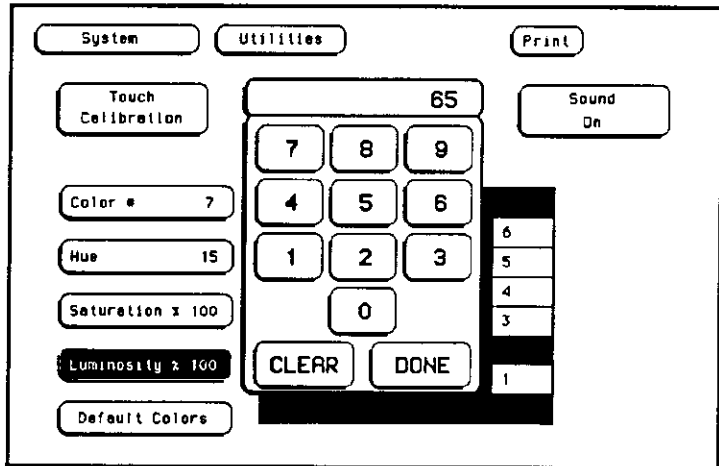 System Utilities Print
Touch
Calibration
65
Sound
On
7 8 9
4 5 6
1 2 3
0
CLEAR DONE
Color # 7
Hue 15
Saturation % 100
Luminosity % 100
Default Colors
6
5
4
3
1